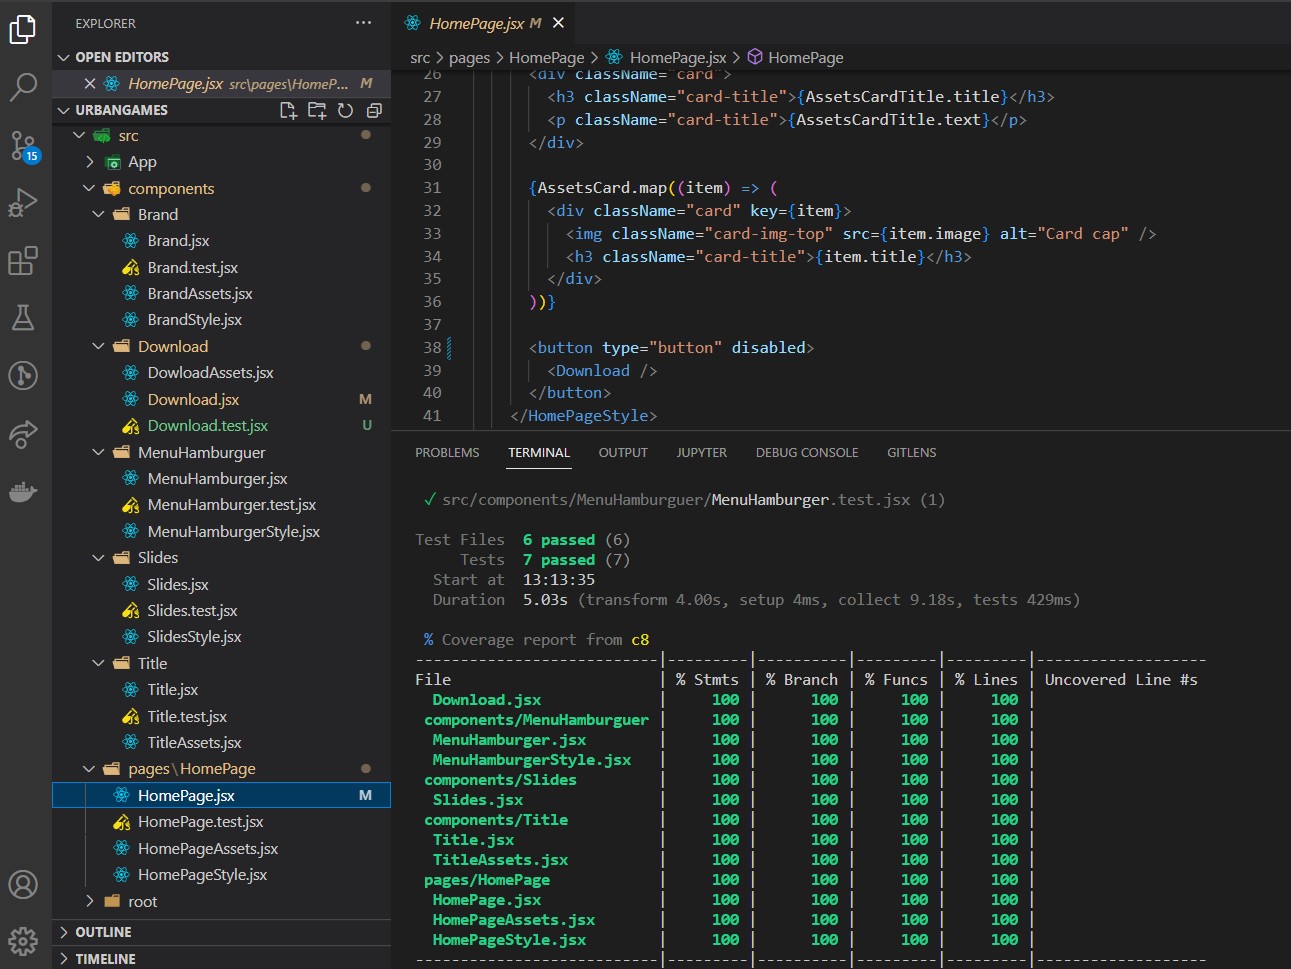 EXPLORER
OPEN EDITORS
HomePage.jsx src\pages\HomeP... M
URBANGAMES
src
App
components
Brand
Brand.jsx
Brand.test.jsx
BrandAssets.jsx
BrandStyle.jsx
Download
DowloadAssets.jsx
Download.jsx M
Download.test.jsx U
MenuHamburguer
MenuHamburger.jsx
MenuHamburger.test.jsx
MenuHamburgerStyle.jsx
Slides
Slides.jsx
Slides.test.jsx
SlidesStyle.jsx
Title
Title.jsx
Title.test.jsx
TitleAssets.jsx
pages\HomePage
HomePage.jsx M
HomePage.test.jsx
HomePageAssets.jsx
HomePageStyle.jsx
root
OUTLINE
TIMELINE
15
HomePage.jsx M
src > pages > HomePage > HomePage.jsx > HomePage
26 <div className="card">
27 <h3 className="card-title">{AssetsCardTitle.title}</h3>
28 <p className="card-title">{AssetsCardTitle.text}</p>
29 </div>
30
31 {AssetsCard.map((item) => (
32 <div className="card" key={item}>
33 <img className="card-img-top" src={item.image} alt="Card cap" />
34 <h3 className="card-title">{item.title}</h3>
35 </div>
36 ))}
37
38 <button type="button" disabled>
39 <Download />
40 </button>
41 </HomePageStyle>
PROBLEMS TERMINAL OUTPUT JUPYTER DEBUG CONSOLE GITLENS
✓ src/components/MenuHamburguer/MenuHamburger.test.jsx (1)
Test Files 6 passed (6)
Tests 7 passed (7)
Start at 13:13:35
Duration 5.03s (transform 4.00s, setup 4ms, collect 9.18s, tests 429ms)
% Coverage report from c8
---------------------------|---------|----------|---------|---------|-------------------
File | % Stmts | % Branch | % Funcs | % Lines | Uncovered Line #s
Download.jsx | 100 | 100 | 100 | 100 |
components/MenuHamburguer | 100 | 100 | 100 | 100 |
MenuHamburger.jsx | 100 | 100 | 100 | 100 |
MenuHamburgerStyle.jsx | 100 | 100 | 100 | 100 |
components/Slides | 100 | 100 | 100 | 100 |
Slides.jsx | 100 | 100 | 100 | 100 |
components/Title | 100 | 100 | 100 | 100 |
Title.jsx | 100 | 100 | 100 | 100 |
TitleAssets.jsx | 100 | 100 | 100 | 100 |
pages/HomePage | 100 | 100 | 100 | 100 |
HomePage.jsx | 100 | 100 | 100 | 100 |
HomePageAssets.jsx | 100 | 100 | 100 | 100 |
HomePageStyle.jsx | 100 | 100 | 100 | 100 |
---------------------------|---------|----------|---------|---------|-------------------